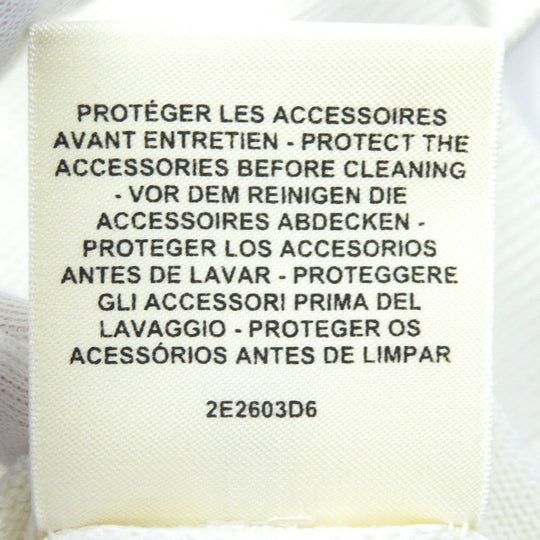 PROTÉGER LES ACCESSOIRES
AVANT ENTRETIEN - PROTECT THE
ACCESSORIES BEFORE CLEANING
- VOR DEM REINIGEN DIE
ACCESSOIRES ABDECKEN -
PROTEGER LOS ACCESORIOS
ANTES DE LAVAR - PROTEGGERE
GLI ACCESSORI PRIMA DEL
LAVAGGIO - PROTEGER OS
ACESSÓRIOS ANTES DE LIMPAR
2E2603D6